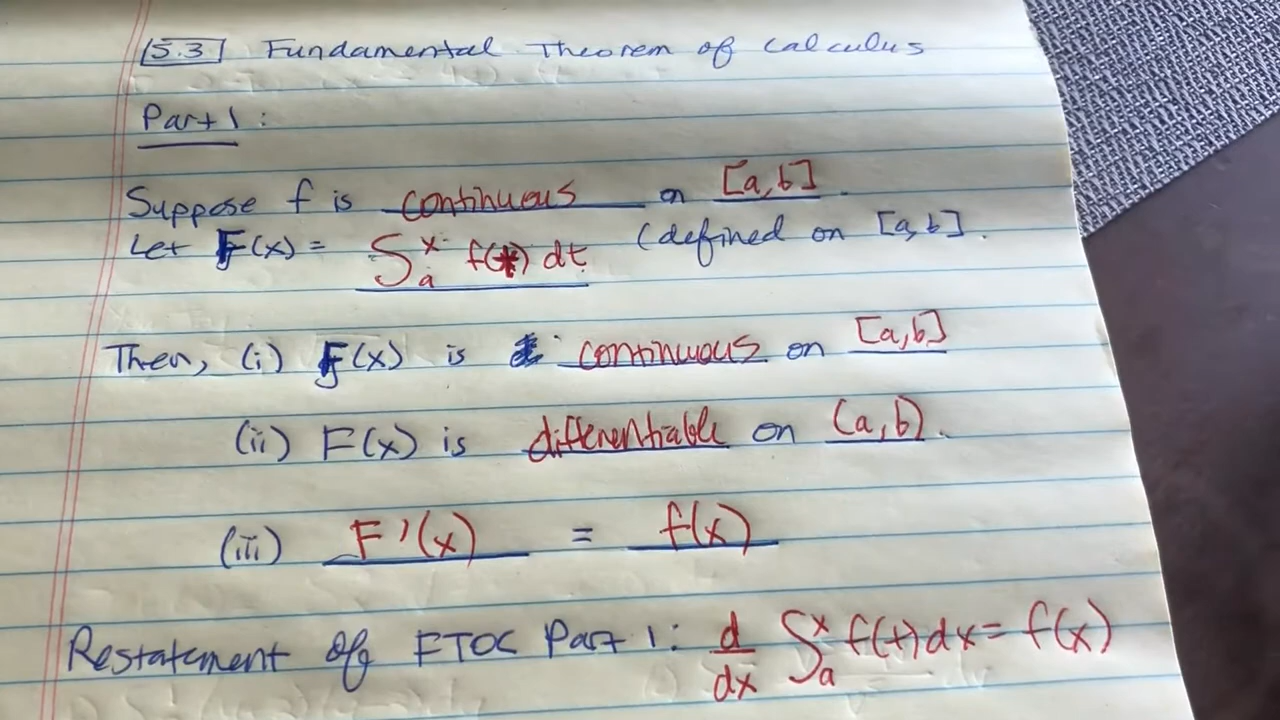 5.3 Fundamental Theorem of Calculus
Part 1:
Suppose f is continuous on [a,b].
Let F(x) = ∫ₐˣ f(t) dt (defined on [a,b].
Then, (i) F(x) is continuous on [a,b]
(ii) F(x) is differentiable on (a,b).
(iii) F'(x) = f(x)
Restatement of FTOC Part 1: d/dx ∫ₐˣ f(t) dx = f(x)